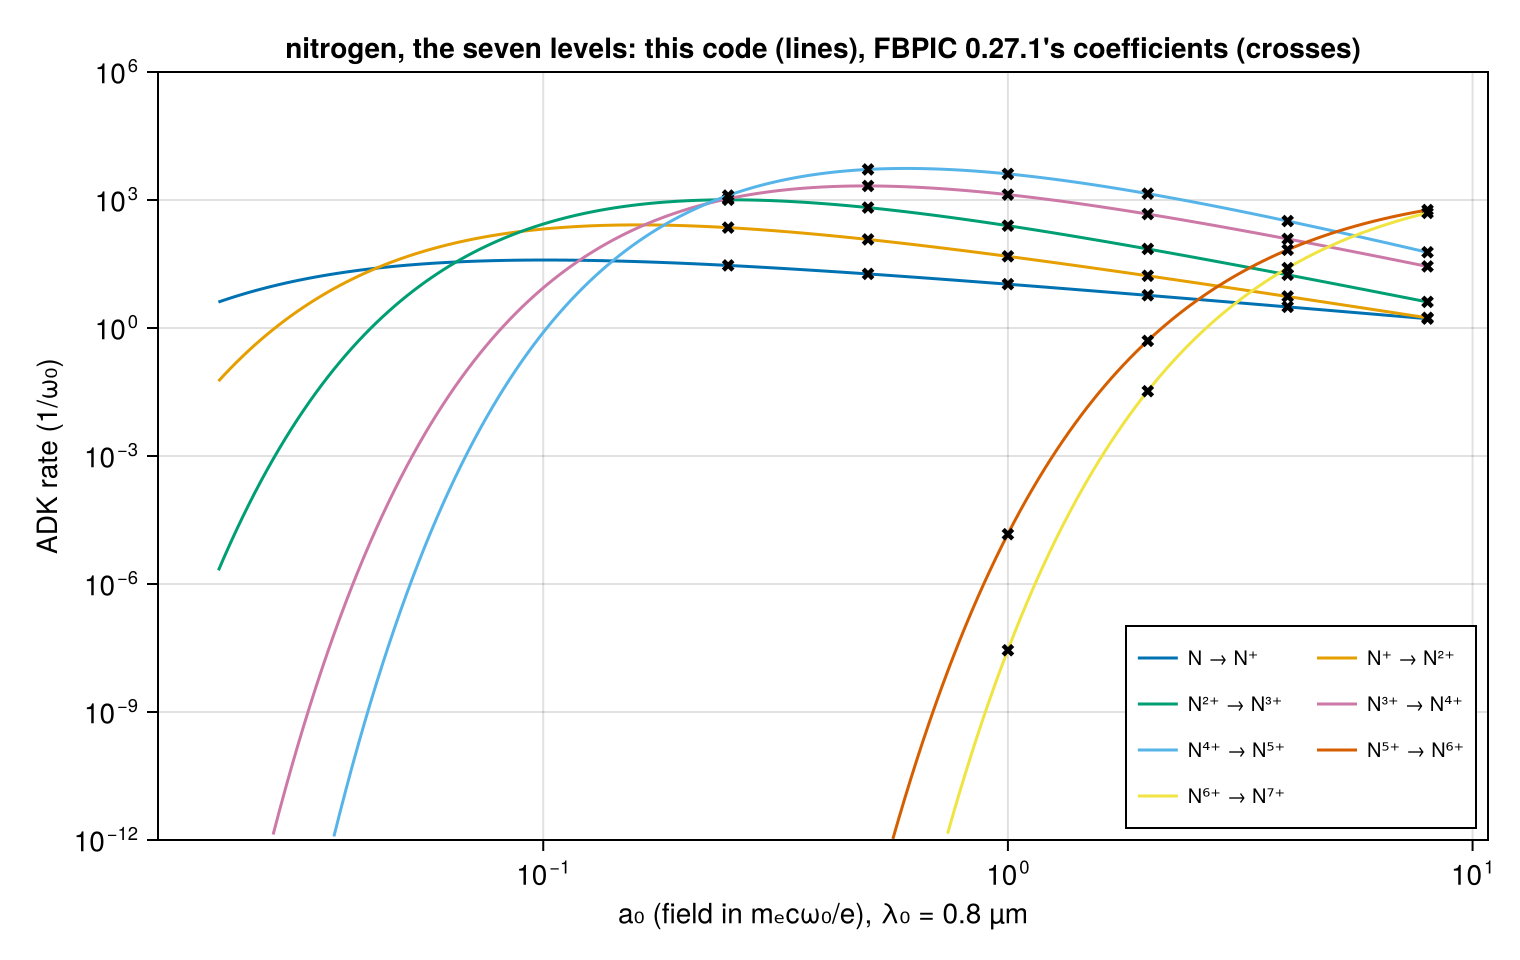 nitrogen, the seven levels: this code (lines), FBPIC 0.27.1's coefficients (crosses)
10⁶
10³
10⁰
10⁻³
10⁻⁶
10⁻⁹
10⁻¹²
ADK rate (1/ω₀)
N → N⁺
N⁺ → N²⁺
N²⁺ → N³⁺
N³⁺ → N⁴⁺
N⁴⁺ → N⁵⁺
N⁵⁺ → N⁶⁺
N⁶⁺ → N⁷⁺
10⁻¹
10⁰
10¹
a₀ (field in mₑcω₀/e), λ₀ = 0.8 μm